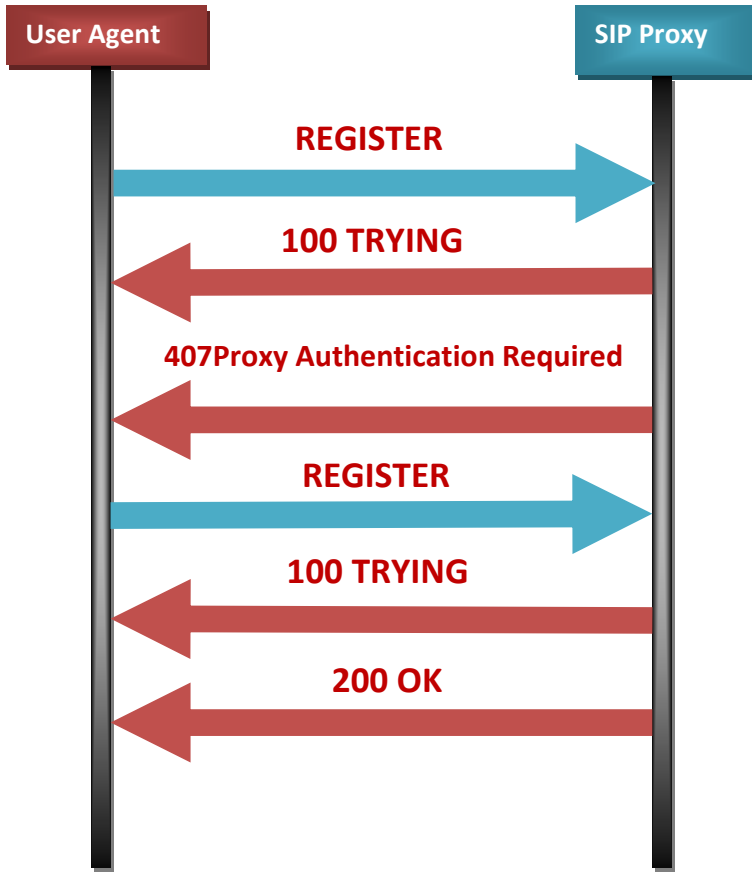 User Agent
SIP Proxy
REGISTER
100 TRYING
407Proxy Authentication Required
REGISTER
100 TRYING
200 OK